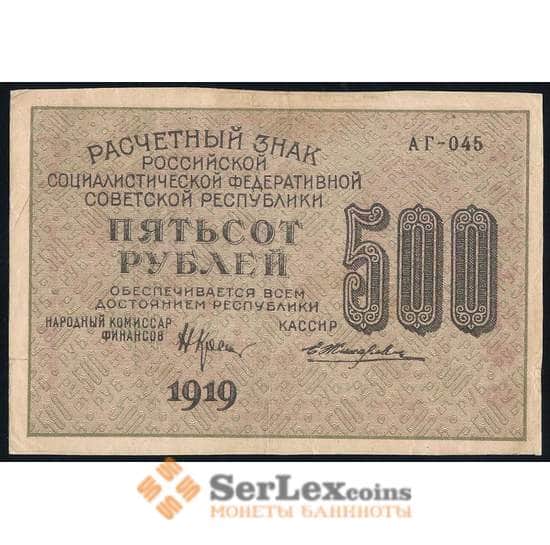 РАСЧЕТНЫЙ ЗНАК
РОССИЙСКОЙ
СОЦИАЛИСТИЧЕСКОЙ ФЕДЕРАТИВНОЙ
СОВЕТСКОЙ РЕСПУБЛИКИ
ПЯТЬСОТ
РУБЛЕЙ
ОБЕСПЕЧИВАЕТСЯ ВСЕМ
ДОСТОЯНИЕМ РЕСПУБЛИКИ
НАРОДНЫЙ КОМИССАР
ФИНАНСОВ
КАССИР
1919
АГ-045
500
SerLexcoins
МОНЕТЫ БАНКНОТЫ